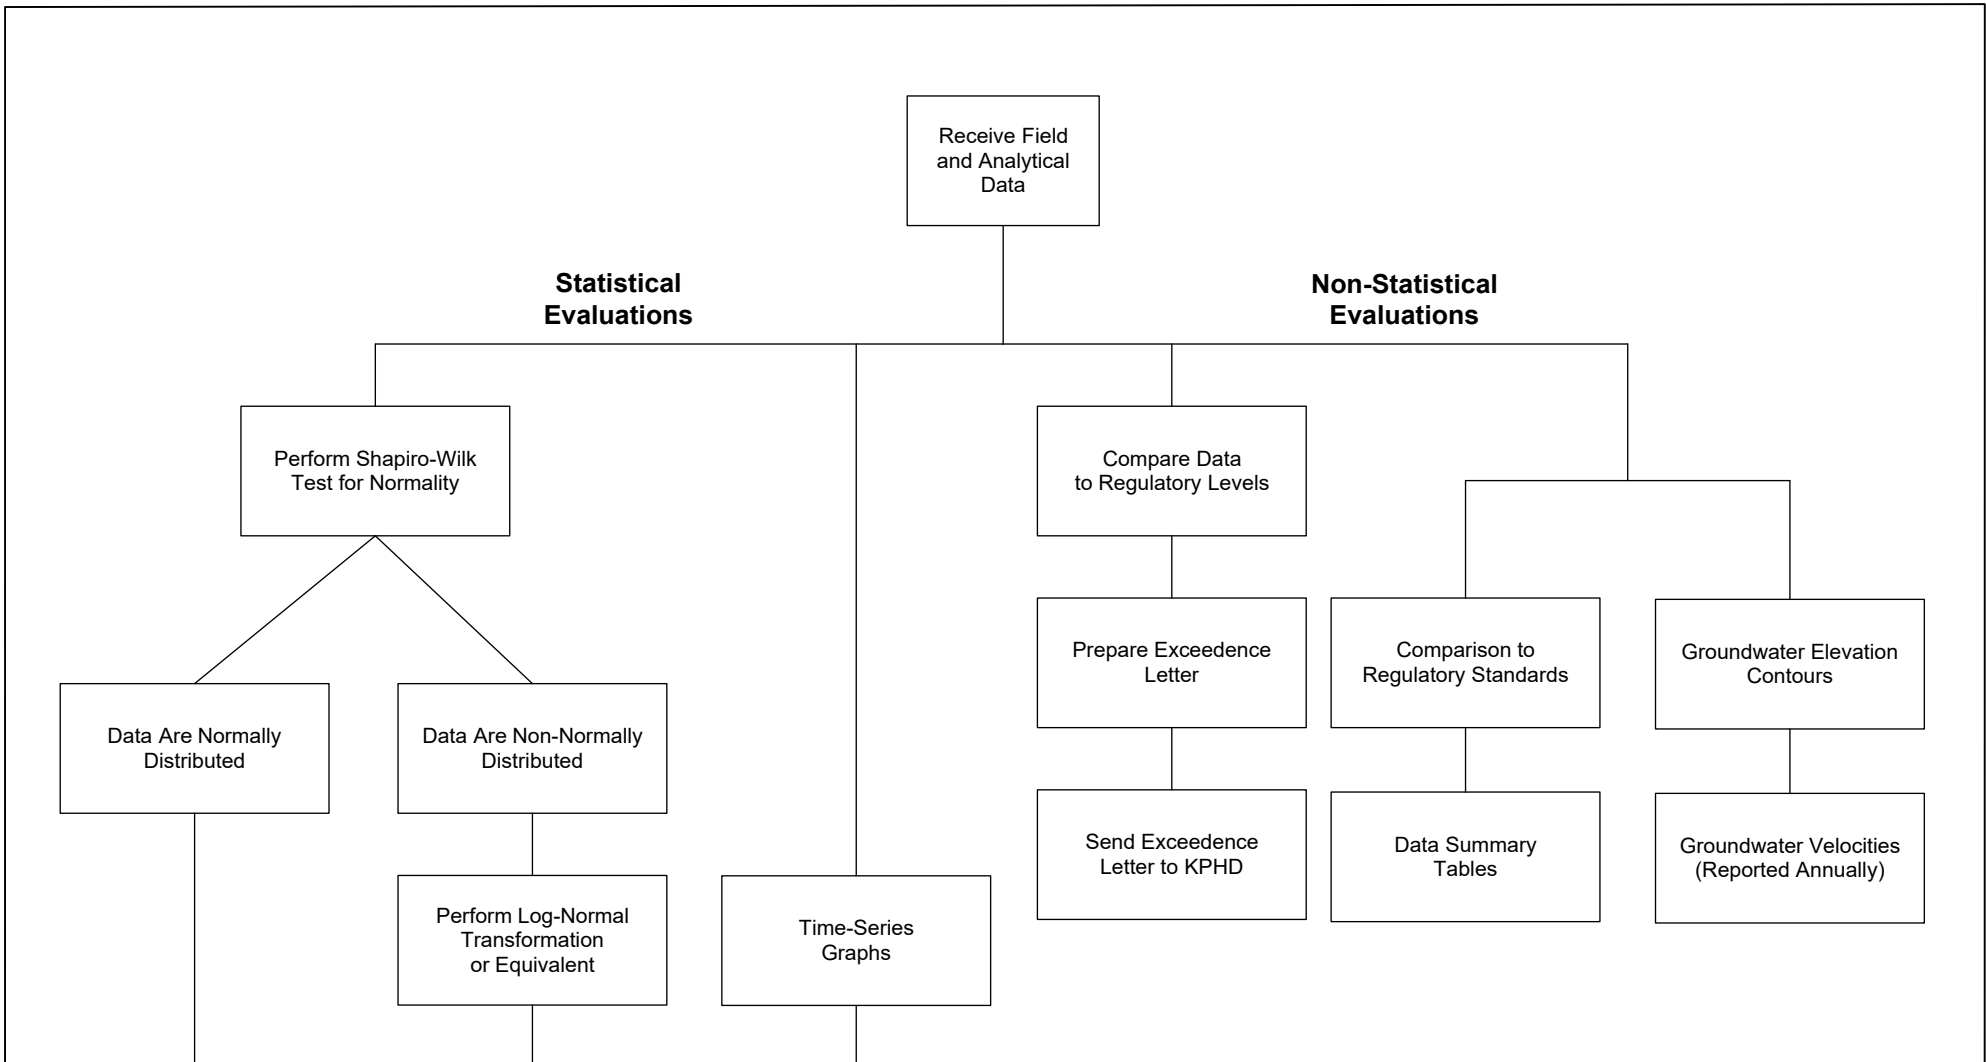 Receive Field
and Analytical
Data
Statistical
Evaluations
Non-Statistical
Evaluations
Perform Shapiro-Wilk
Test for Normality
Compare Data
to Regulatory Levels
Prepare Exceedence
Letter
Comparison to
Regulatory Standards
Groundwater Elevation
Contours
Data Are Normally
Distributed
Data Are Non-Normally
Distributed
Send Exceedence
Letter to KPHD
Data Summary
Tables
Groundwater Velocities
(Reported Annually)
Perform Log-Normal
Transformation
or Equivalent
Time-Series
Graphs